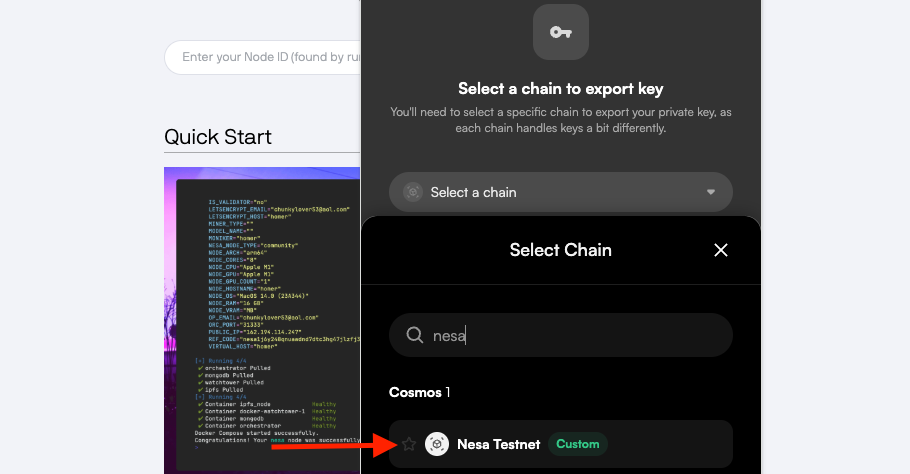 Enter your Node ID (found by ru
Quick Start
IS_VALIDATOR="no"
LETSENCRYPT_EMAIL="chunkylover53@aol.com"
LETSENCRYPT_HOST="homer"
MINER_TYPE=""
MODEL_NAME=""
MONIKER="homer"
NESA_NODE_TYPE="community"
NODE_ARCH="arm64"
NODE_CORES="8"
NODE_CPU="Apple M1"
NODE_GPU="Apple M1"
NODE_GPU_COUNT="1"
NODE_HOSTNAME="homer"
NODE_OS="MacOS 14.0 (23A344)"
NODE_RAM="16 GB"
NODE_VRAM="MB"
OP_EMAIL="chunkylover53@aol.com"
ORC_PORT="31333"
PUBLIC_IP="162.194.114.247"
VIRTUAL_HOST="homer"
[+] Running 4/4
✔ orchestrator Pulled
✔ mongodb Pulled
✔ watchtower Pulled
✔ ipfs Pulled
[+] Running 4/4
✔ Container ipfs_node Healthy
✔ Container docker-watchtower-1 Healthy
✔ Container mongodb Healthy
✔ Container orchestrator Healthy
Docker Compose started successfully.
Congratulations! Your nesa node was successfully
Select a chain to export key
You'll need to select a specific chain to export your private key, as
each chain handles keys a bit differently.
Select a chain
Select Chain
nesa
Cosmos 1
Nesa Testnet Custom